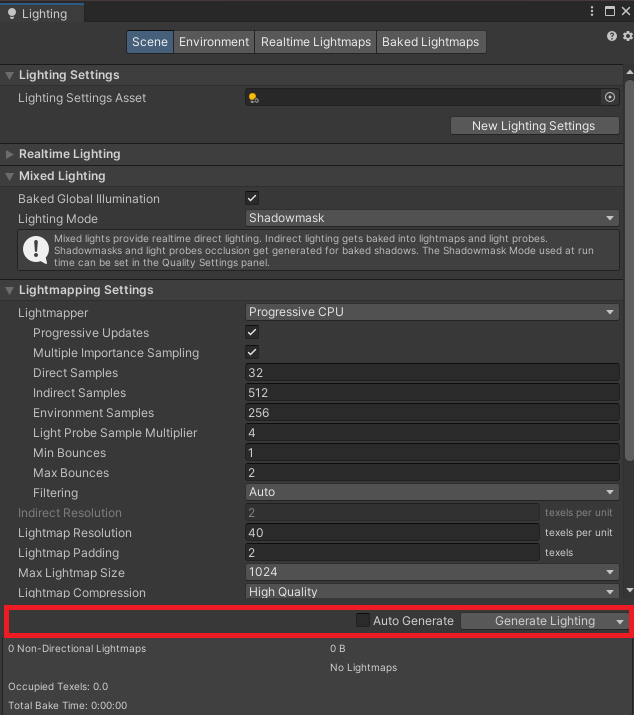 Lighting
Scene Environment Realtime Lightmaps Baked Lightmaps
Lighting Settings
Lighting Settings Asset
New Lighting Settings
Realtime Lighting
Mixed Lighting
Baked Global Illumination
Lighting Mode Shadowmask
Mixed lights provide realtime direct lighting. Indirect lighting gets baked into lightmaps and light probes.
Shadowmasks and light probes occlusion get generated for baked shadows. The Shadowmask Mode used at run
time can be set in the Quality Settings panel.
Lightmapping Settings
Lightmapper Progressive CPU
Progressive Updates
Multiple Importance Sampling
Direct Samples 32
Indirect Samples 512
Environment Samples 256
Light Probe Sample Multiplier 4
Min Bounces 1
Max Bounces 2
Filtering Auto
Indirect Resolution 2 texels per unit
Lightmap Resolution 40 texels per unit
Lightmap Padding 2 texels
Max Lightmap Size 1024
Lightmap Compression High Quality
Auto Generate Generate Lighting
0 Non-Directional Lightmaps 0 B
No Lightmaps
Occupied Texels: 0.0
Total Bake Time: 0:00:00